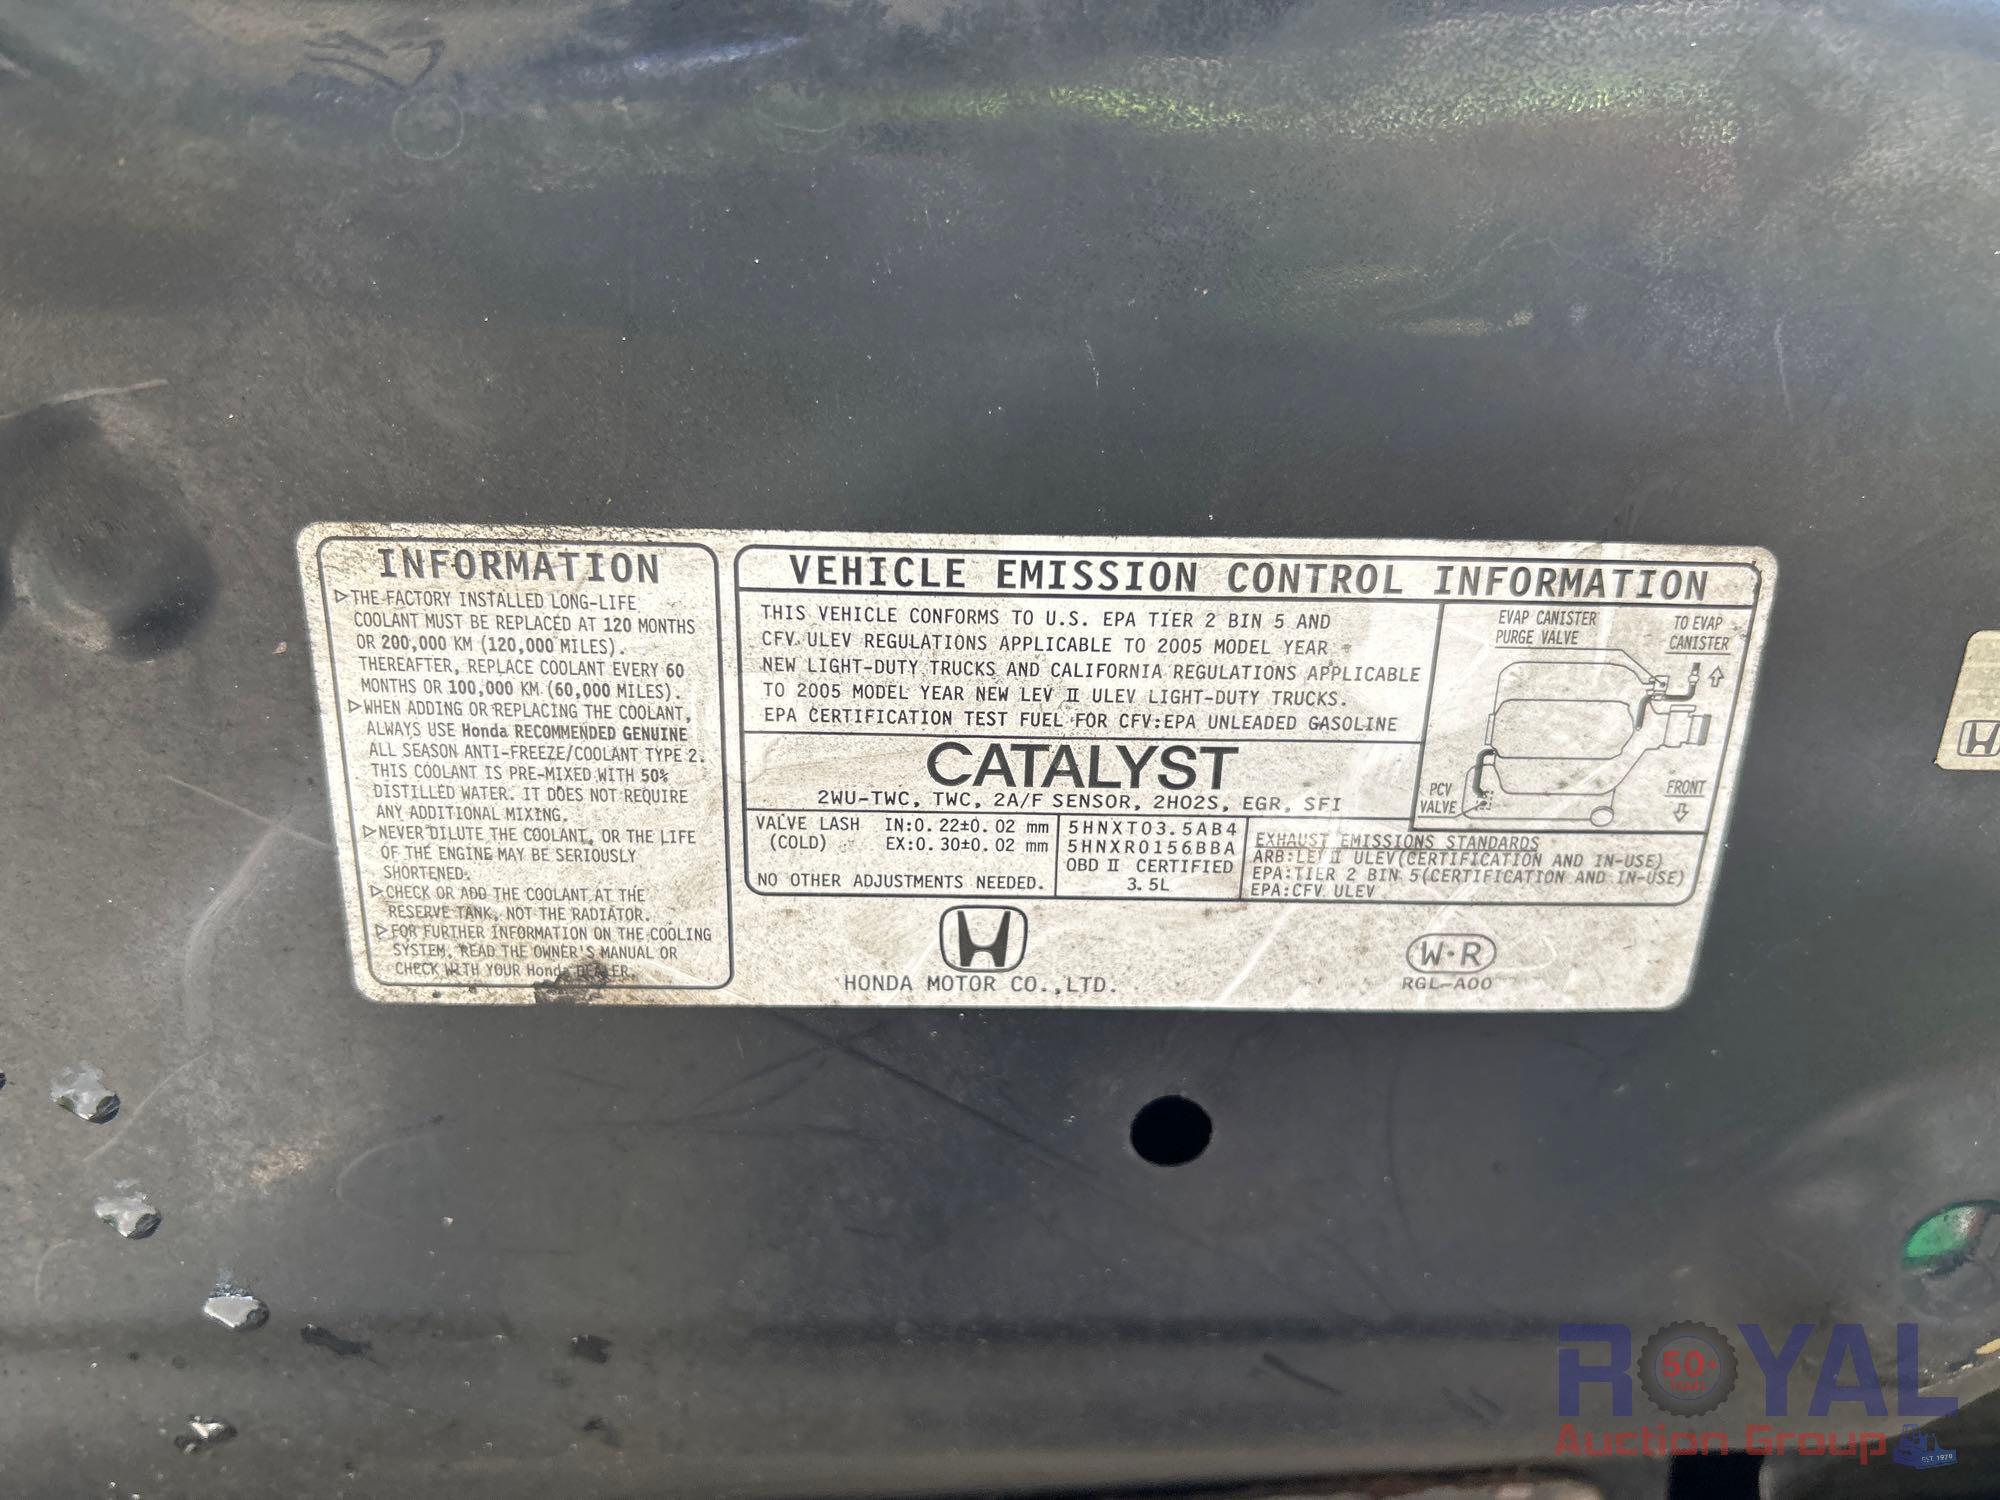 INFORMATION
▷THE FACTORY INSTALLED LONG-LIFE
COOLANT MUST BE REPLACED AT 120 MONTHS
OR 200,000 KM (120,000 MILES).
THEREAFTER, REPLACE COOLANT EVERY 60
MONTHS OR 100,000 KM (60,000 MILES).
▷WHEN ADDING OR REPLACING THE COOLANT,
ALWAYS USE Honda RECOMMENDED GENUINE
ALL SEASON ANTI-FREEZE/COOLANT TYPE 2.
THIS COOLANT IS PRE-MIXED WITH 50%
DISTILLED WATER. IT DOES NOT REQUIRE
ANY ADDITIONAL MIXING.
▷NEVER DILUTE THE COOLANT, OR THE LIFE
OF THE ENGINE MAY BE SERIOUSLY
SHORTENED.
▷CHECK OR ADD THE COOLANT AT THE
RESERVE TANK, NOT THE RADIATOR.
▷FOR FURTHER INFORMATION ON THE COOLING
SYSTEM, READ THE OWNER'S MANUAL OR
CHECK WITH YOUR Honda DEALER.
VEHICLE EMISSION CONTROL INFORMATION
THIS VEHICLE CONFORMS TO U.S. EPA TIER 2 BIN 5 AND
CFV ULEV REGULATIONS APPLICABLE TO 2005 MODEL YEAR
NEW LIGHT-DUTY TRUCKS AND CALIFORNIA REGULATIONS APPLICABLE
TO 2005 MODEL YEAR NEW LEV II ULEV LIGHT-DUTY TRUCKS.
EPA CERTIFICATION TEST FUEL FOR CFV:EPA UNLEADED GASOLINE
EVAP CANISTER
PURGE VALVE
TO EVAP
CANISTER
PCV
VALVE
FRONT
CATALYST
2WU-TWC, TWC, 2A/F SENSOR, 2HO2S, EGR, SFI
VALVE LASH IN:0.22±0.02 mm
(COLD) EX:0.30±0.02 mm
NO OTHER ADJUSTMENTS NEEDED.
5HNXT03.5AB4
5HNXR0156BBA
OBD II CERTIFIED
3.5L
EXHAUST EMISSIONS STANDARDS
ARB:LEV II ULEV(CERTIFICATION AND IN-USE)
EPA:TIER 2 BIN 5(CERTIFICATION AND IN-USE)
EPA:CFV ULEV
HONDA MOTOR CO.,LTD.
W·R
RGL-A00
ROYAL
50+
YEARS
Auction Group
EST. 1970